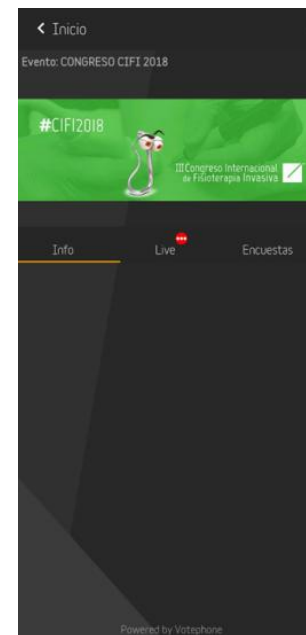 Inicio
Evento: CONGRESO CIFI 2018
#CIFI2018
III Congreso Internacional
de Fisioterapia Invasiva
Info Live Encuestas
Powered by Votephone